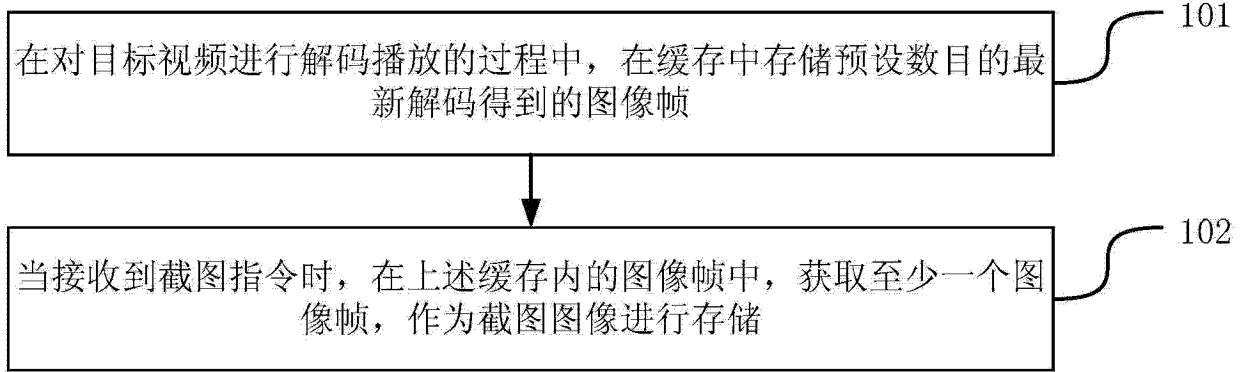 101
在对目标视频进行解码播放的过程中，在缓存中存储预设数目的最
新解码得到的图像帧
102
当接收到截图指令时，在上述缓存内的图像帧中，获取至少一个图
像帧，作为截图图像进行存储